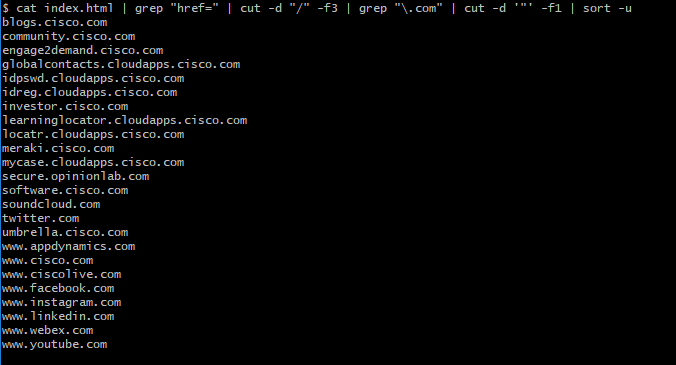 $ cat index.html | grep "href=" | cut -d "/" -f3 | grep "\.com" | cut -d '"' -f1 | sort -u
blogs.cisco.com
community.cisco.com
engage2demand.cisco.com
globalcontacts.cloudapps.cisco.com
idpswd.cloudapps.cisco.com
idreg.cloudapps.cisco.com
investor.cisco.com
learninglocator.cloudapps.cisco.com
locatr.cloudapps.cisco.com
meraki.cisco.com
mycase.cloudapps.cisco.com
secure.opinionlab.com
software.cisco.com
soundcloud.com
twitter.com
umbrella.cisco.com
www.appdynamics.com
www.cisco.com
www.ciscolive.com
www.facebook.com
www.instagram.com
www.linkedin.com
www.webex.com
www.youtube.com